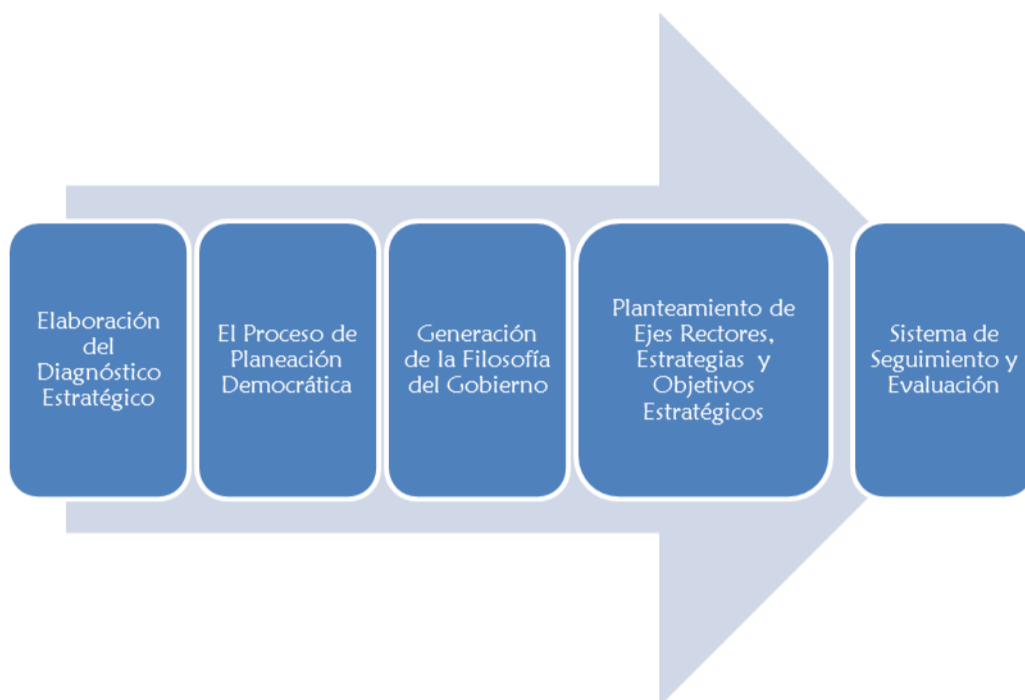 Elaboración
del
Diagnóstico
Estratégico
El Proceso de
Planeación
Democrática
Generación
de la Filosofía
del Gobierno
Planteamiento de
Ejes Rectores,
Estrategias y
Objetivos
Estratégicos
Sistema de
Seguimiento y
Evaluación